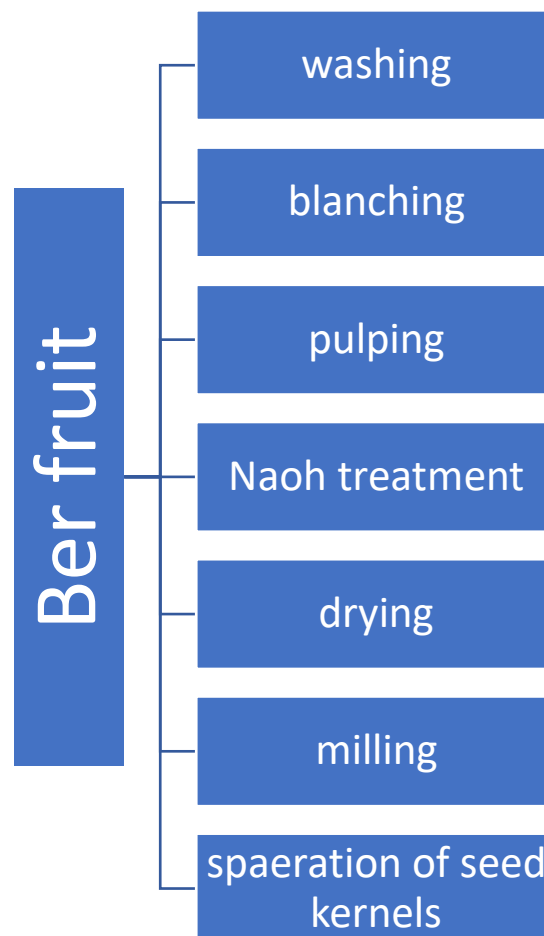 Ber fruit
washing
blanching
pulping
Naoh treatment
drying
milling
spaeration of seed
kernels